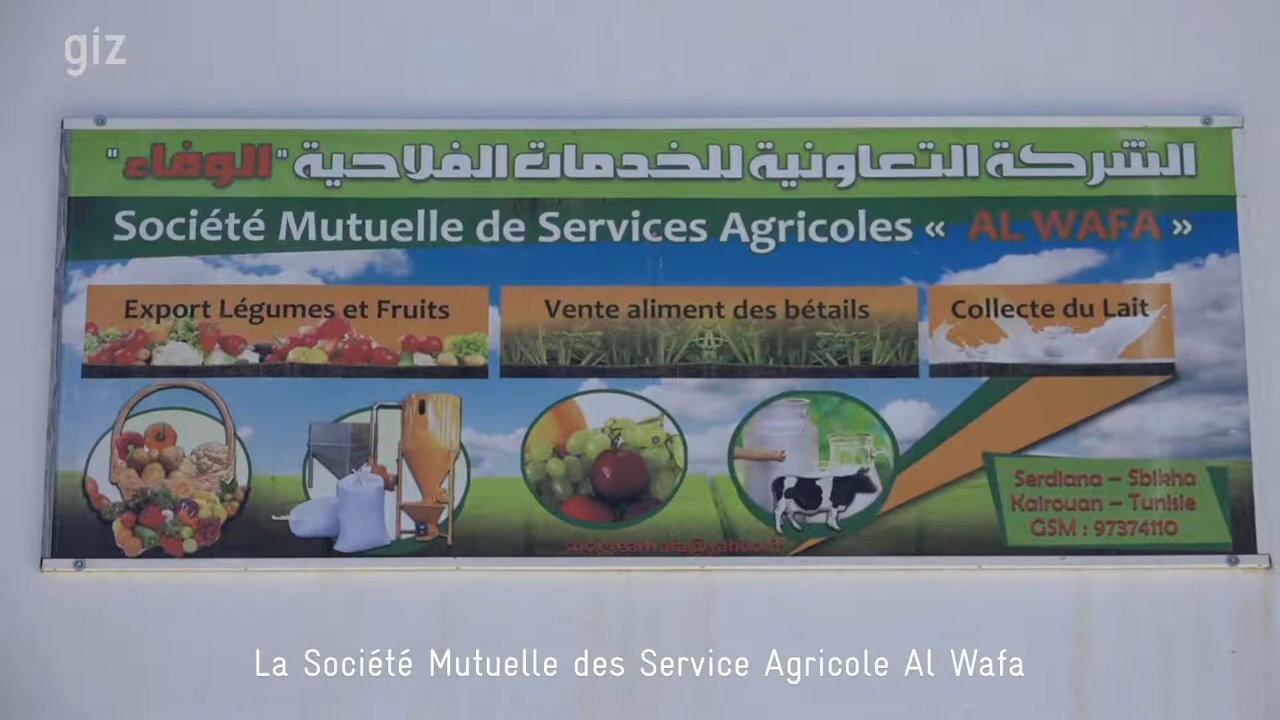 giz
الشركة التعاونية للخدمات الفلاحية "الوفاء"
Société Mutuelle de Services Agricoles « AL WAFA »
Export Légumes et Fruits
Vente aliment des bétails
Collecte du Lait
Serdiana – Sbikha
Kairouan – Tunisie
GSM : 97374110
La Société Mutuelle des Service Agricole Al Wafa